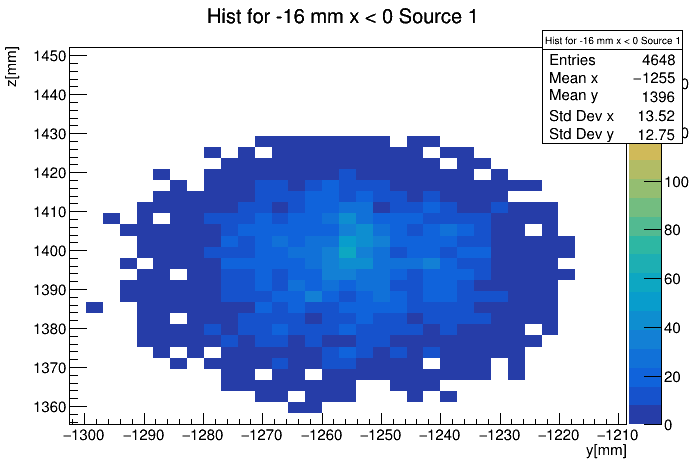 Hist for -16 mm x < 0 Source 1
Hist for -16 mm x < 0 Source 1
Entries 4648
Mean x −1255
Mean y 1396
Std Dev x 13.52
Std Dev y 12.75
z[mm]
1450
1440
1430
1420
1410
1400
1390
1380
1370
1360
−1300 −1290 −1280 −1270 −1260 −1250 −1240 −1230 −1220 −1210
y[mm]
100
80
60
40
20
0